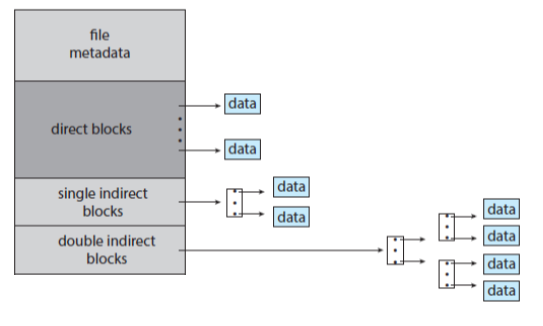 file
metadata
direct blocks
data
data
single indirect
blocks
data
data
double indirect
blocks
data
data
data
data